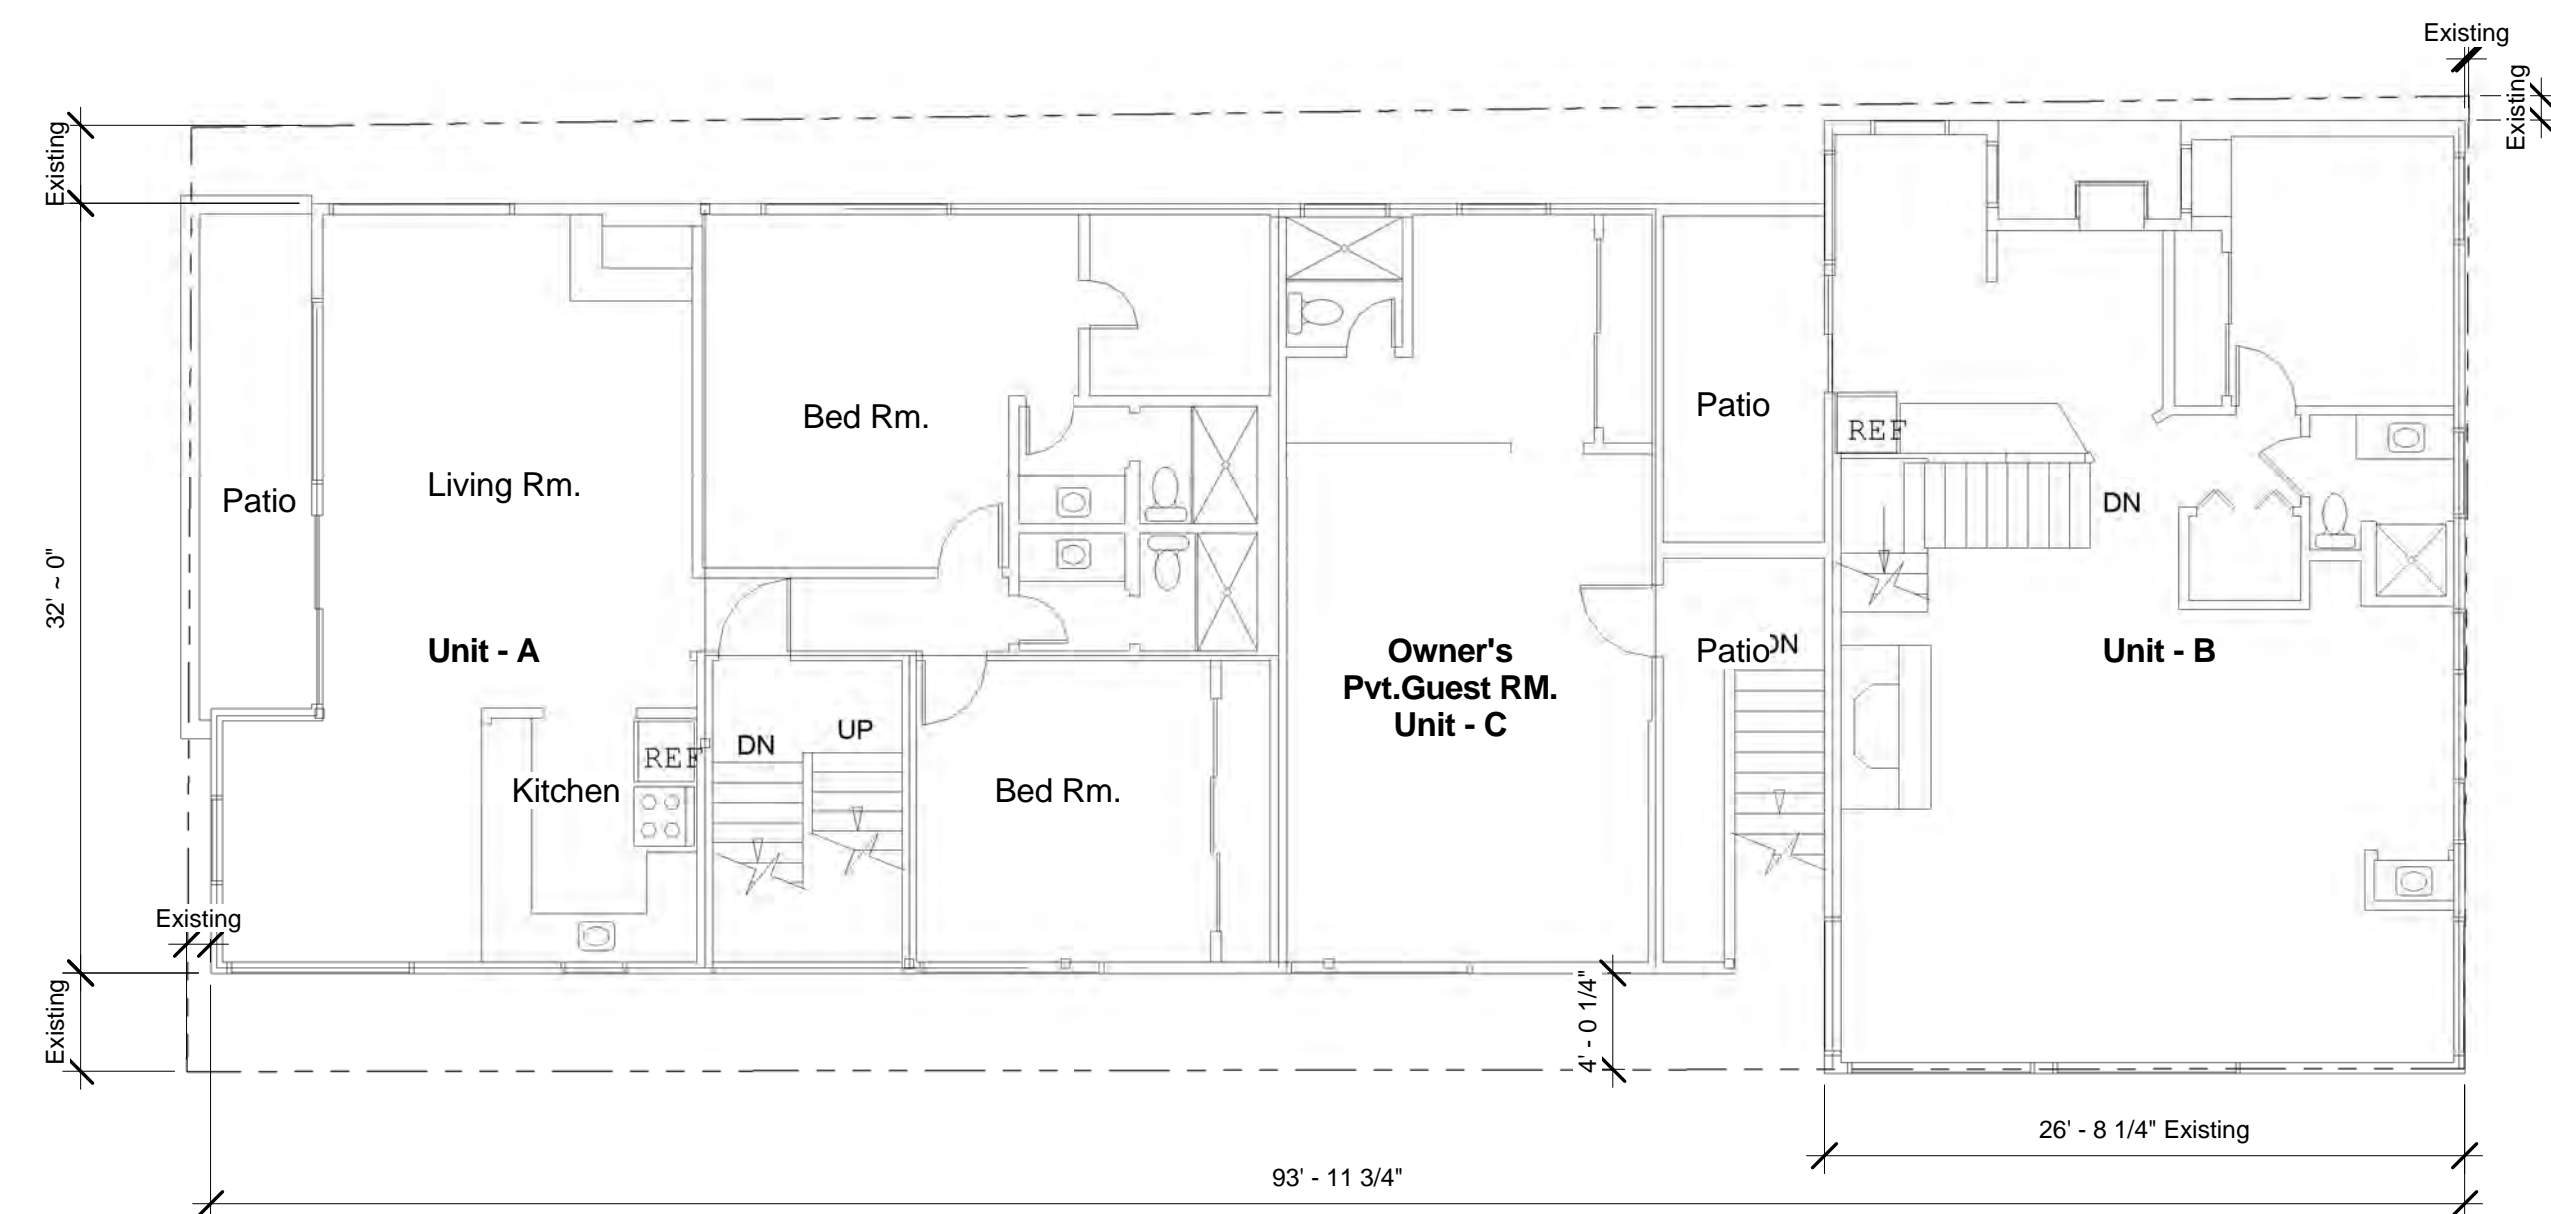 Existing
Existing
Existing
32' ~ 0"
Existing
Existing
Patio
Living Rm.
Unit - A
Kitchen
REF
Bed Rm.
DN
UP
Bed Rm.
Owner's
Pvt.Guest RM.
Unit - C
Patio
Patio
DN
REF
DN
Unit - B
4' - 0 1/4"
26' - 8 1/4" Existing
93' - 11 3/4"